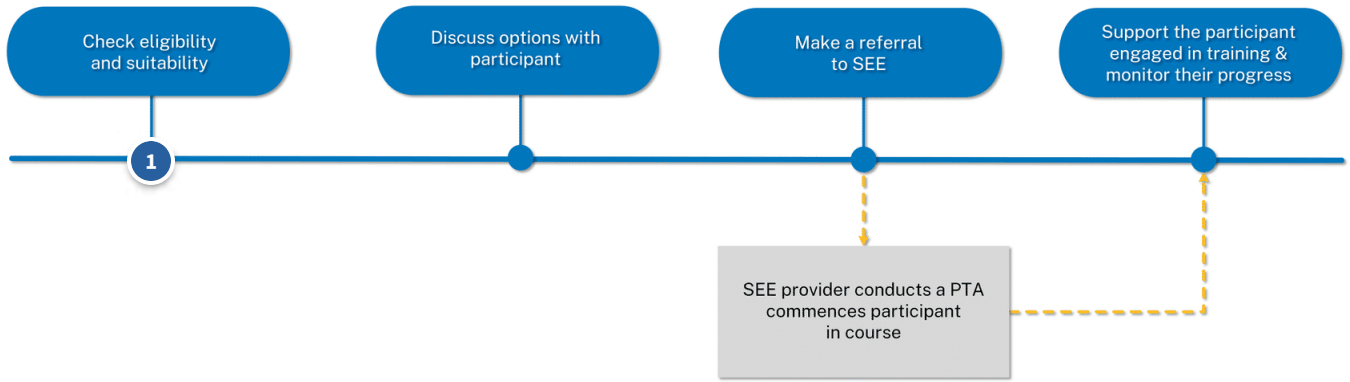 Check eligibility
and suitability
Discuss options with
participant
Make a referral
to SEE
Support the participant
engaged in training &
monitor their progress
1
SEE provider conducts a PTA
commences participant
in course